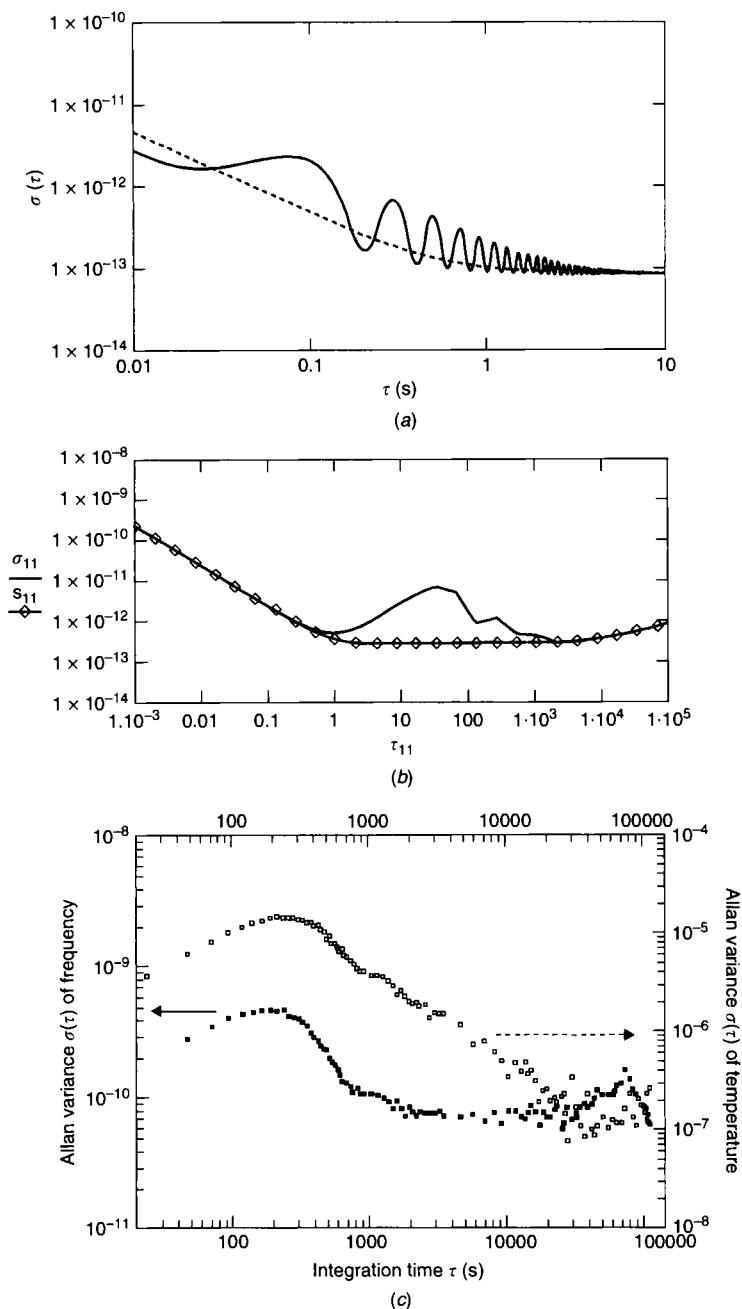 1 × 10⁻¹⁰
1 × 10⁻¹¹
1 × 10⁻¹²
1 × 10⁻¹³
1 × 10⁻¹⁴
σ (τ)
0.01 0.1 1 10
τ (s)
(a)
1 × 10⁻⁸
1 × 10⁻⁹
1 × 10⁻¹⁰
1 × 10⁻¹¹
1 × 10⁻¹²
1 × 10⁻¹³
1 × 10⁻¹⁴
σ₁₁
s₁₁
1.10⁻³ 0.01 0.1 1 10 100 1·10³ 1·10⁴ 1·10⁵
τ₁₁
(b)
100 1000 10000 100000
10⁻⁸
10⁻⁹
10⁻¹⁰
10⁻¹¹
Allan variance σ(τ) of frequency
10⁻⁴
10⁻⁵
10⁻⁶
10⁻⁷
10⁻⁸
Allan variance σ(τ) of temperature
100 1000 10000 100000
Integration time τ (s)
(c)